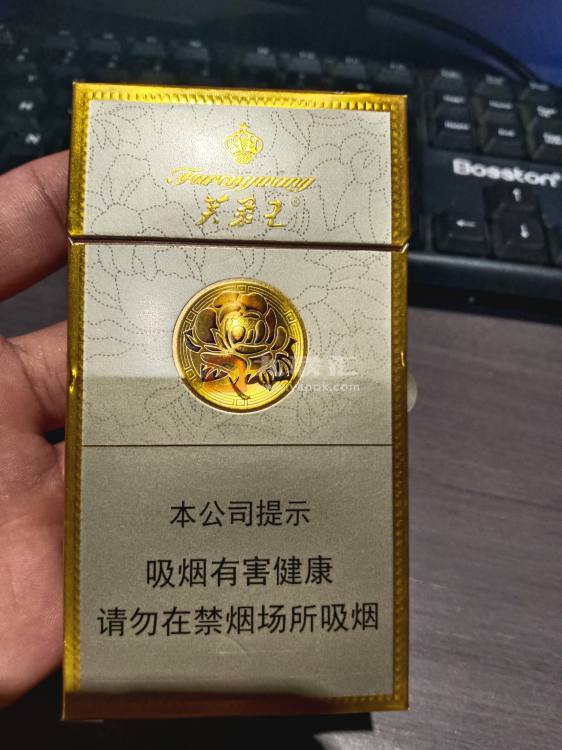 Furongwang
芙蓉王®
Bosston
本公司提示
吸烟有害健康
请勿在禁烟场所吸烟